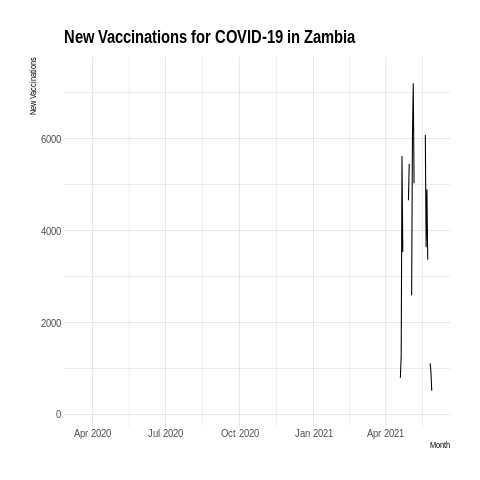 New Vaccinations for COVID-19 in Zambia
New Vaccinations
6000
4000
2000
0
Apr 2020 Jul 2020 Oct 2020 Jan 2021 Apr 2021
Month